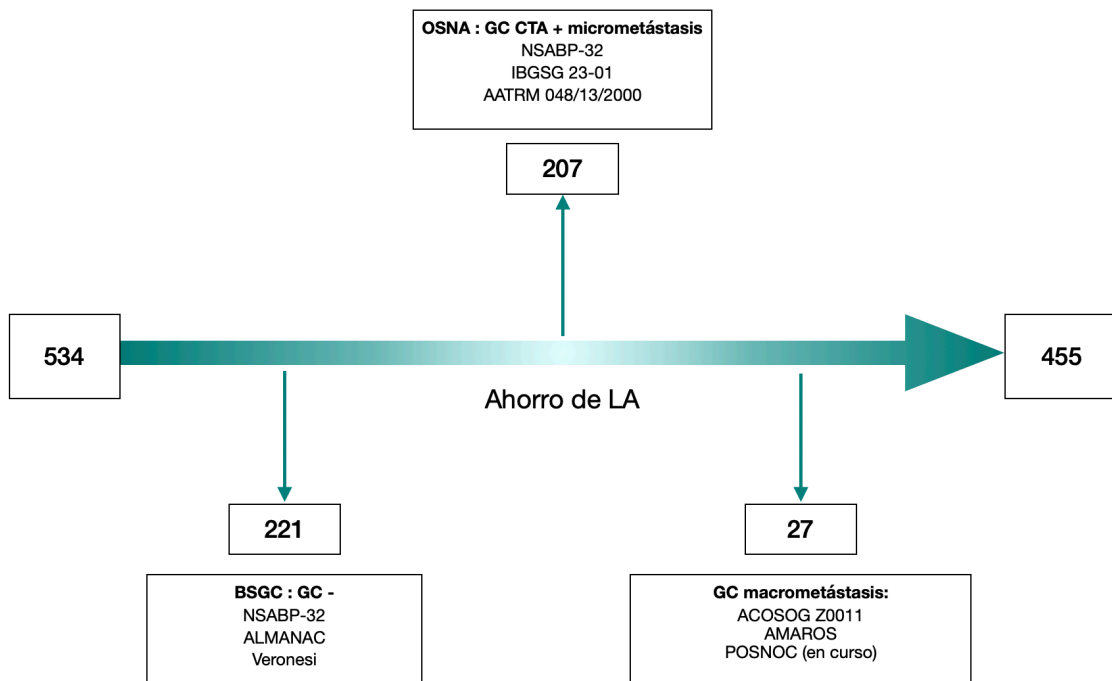 OSNA : GC CTA + micrometástasis
NSABP-32
IBGSG 23-01
AATRM 048/13/2000
207
534
455
Ahorro de LA
221
27
BSGC : GC -
NSABP-32
ALMANAC
Veronesi
GC macrometástasis:
ACOSOG Z0011
AMAROS
POSNOC (en curso)